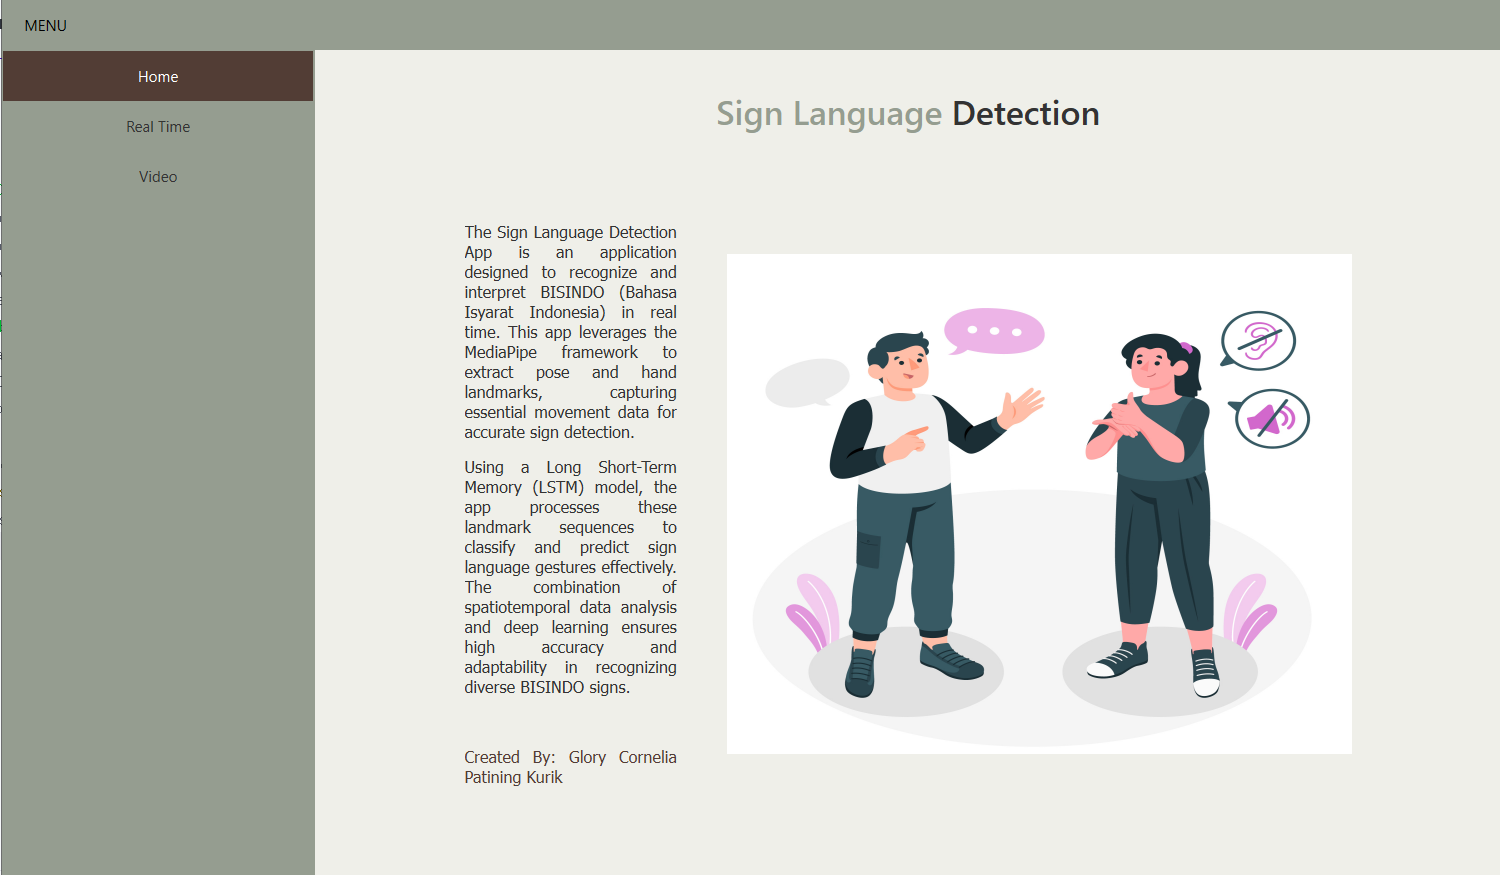 MENU
Home
Real Time
Video
Sign Language Detection
The Sign Language Detection
App is an application
designed to recognize and
interpret BISINDO (Bahasa
Isyarat Indonesia) in real
time. This app leverages the
MediaPipe framework to
extract pose and hand
landmarks, capturing
essential movement data for
accurate sign detection.
Using a Long Short-Term
Memory (LSTM) model, the
app processes these
landmark sequences to
classify and predict sign
language gestures effectively.
The combination of
spatiotemporal data analysis
and deep learning ensures
high accuracy and
adaptability in recognizing
diverse BISINDO signs.
Created By: Glory Cornelia
Patining Kurik